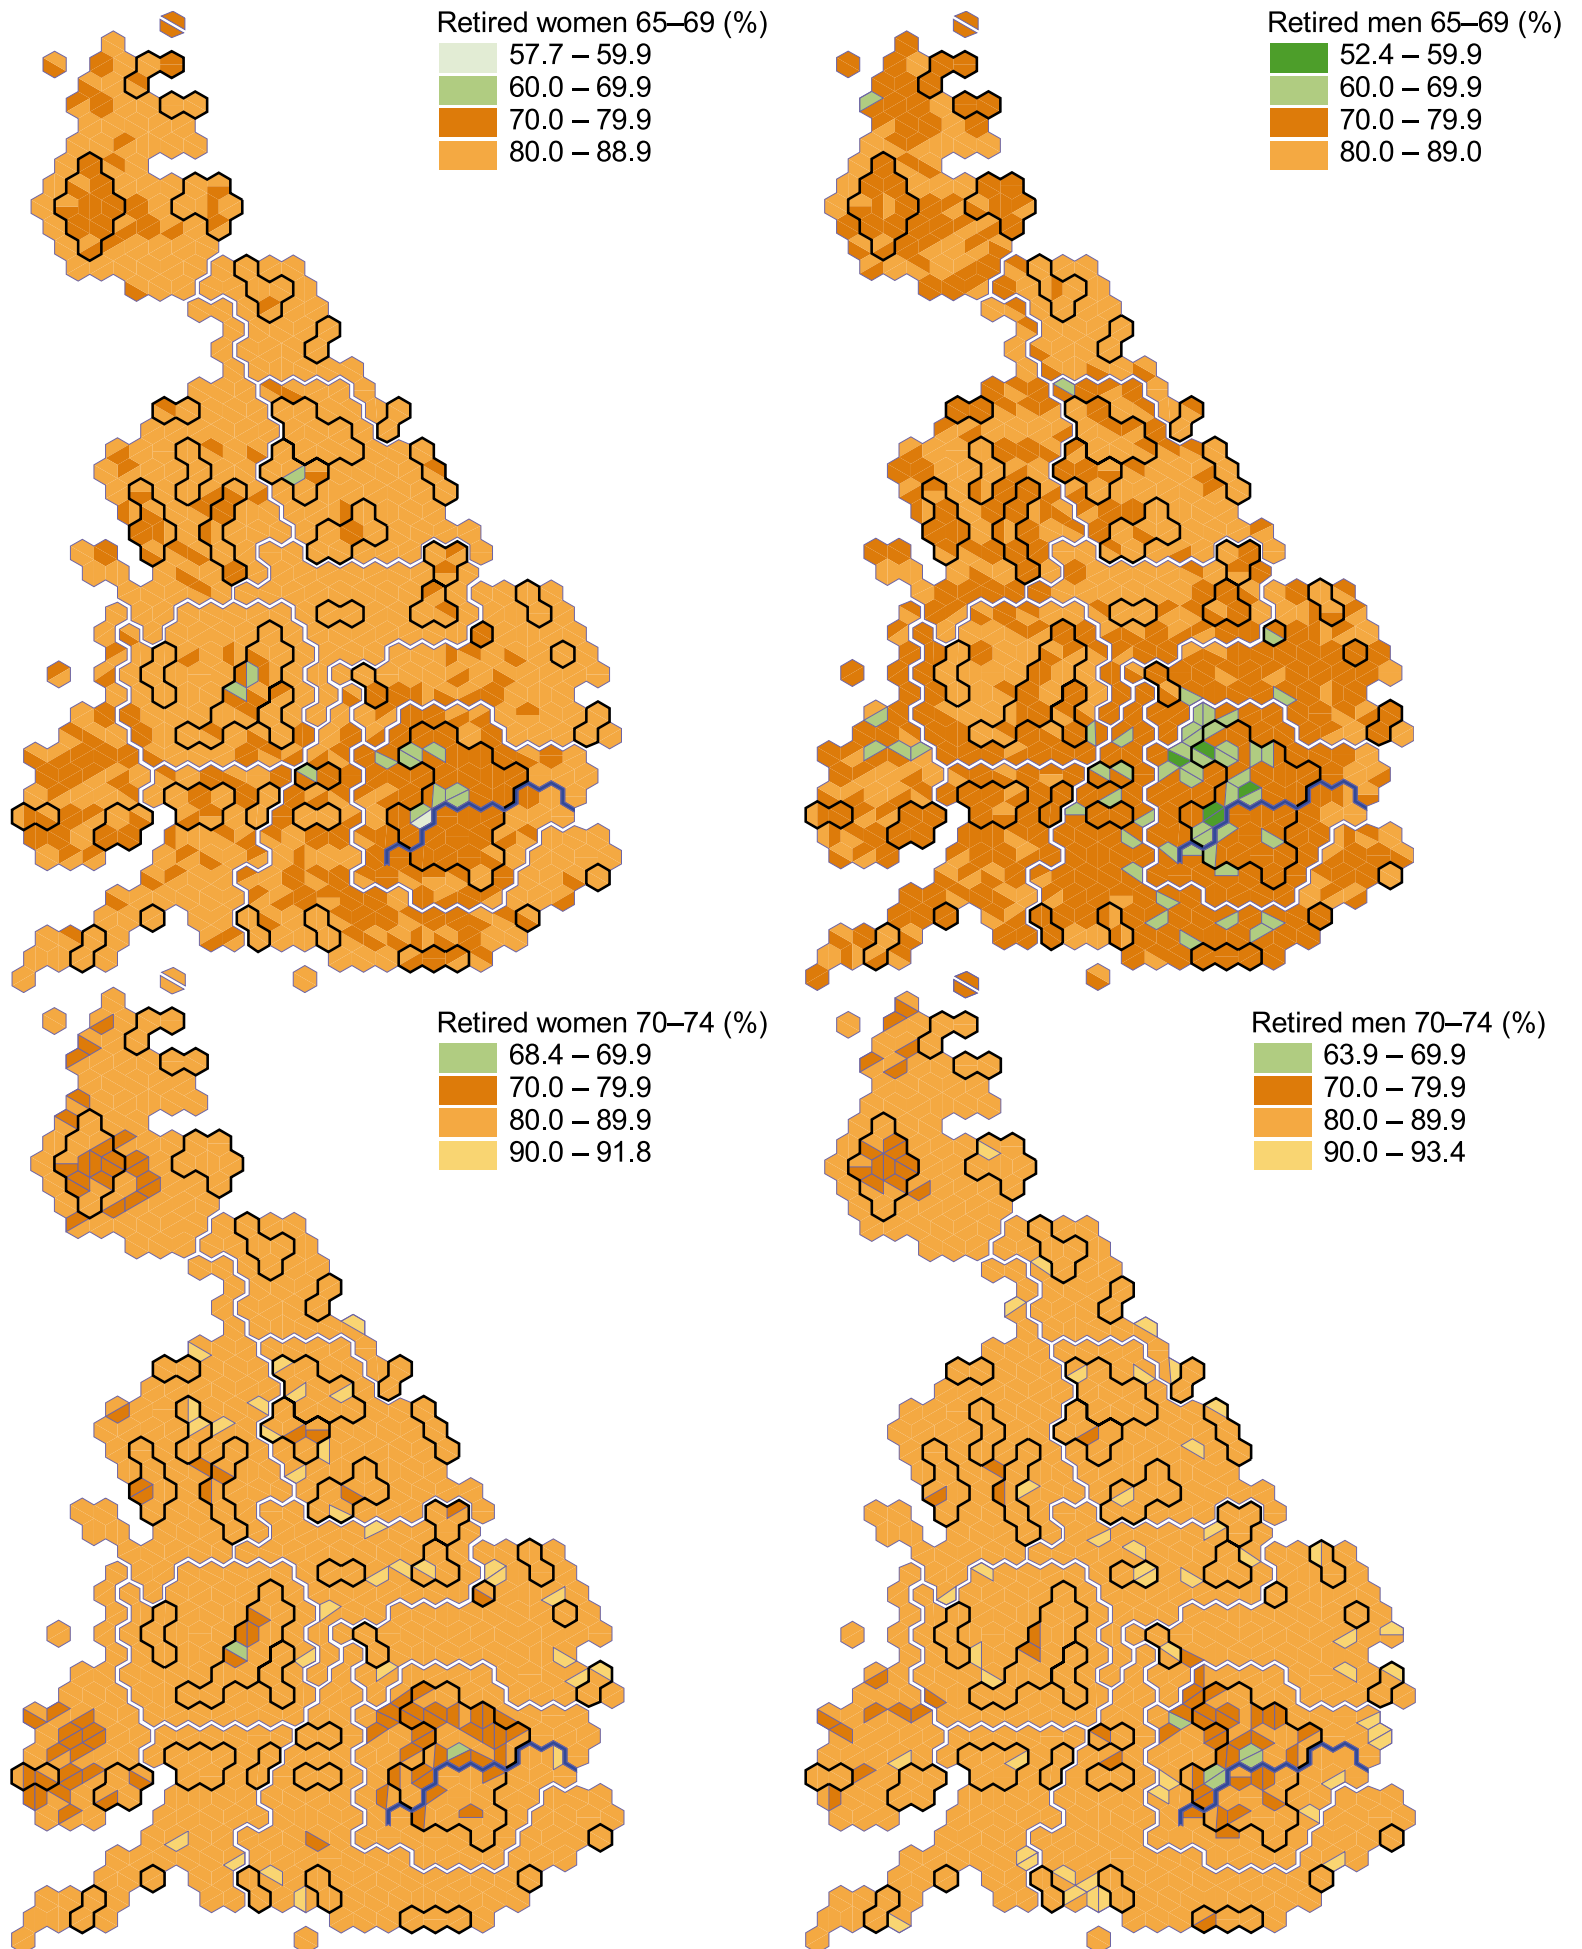 Retired women 65–69 (%)
57.7 – 59.9
60.0 – 69.9
70.0 – 79.9
80.0 – 88.9
Retired men 65–69 (%)
52.4 – 59.9
60.0 – 69.9
70.0 – 79.9
80.0 – 89.0
Retired women 70–74 (%)
68.4 – 69.9
70.0 – 79.9
80.0 – 89.9
90.0 – 91.8
Retired men 70–74 (%)
63.9 – 69.9
70.0 – 79.9
80.0 – 89.9
90.0 – 93.4